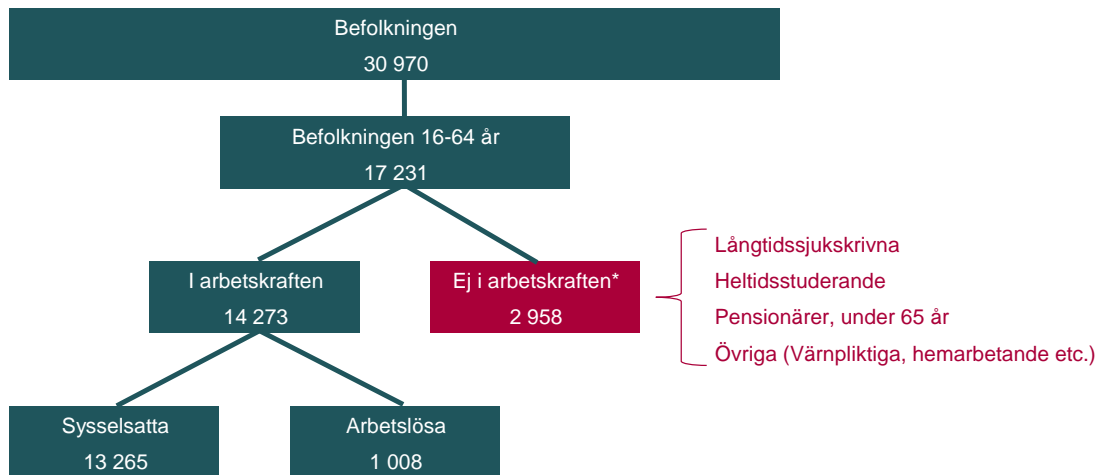 Befolkningen
30 970
Befolkningen 16-64 år
17 231
I arbetskraften
14 273
Ej i arbetskraften*
2 958
Långtidssjukskrivna
Heltidsstuderande
Pensionärer, under 65 år
Övriga (Värnpliktiga, hemarbetande etc.)
Sysselsatta
13 265
Arbetslösa
1 008